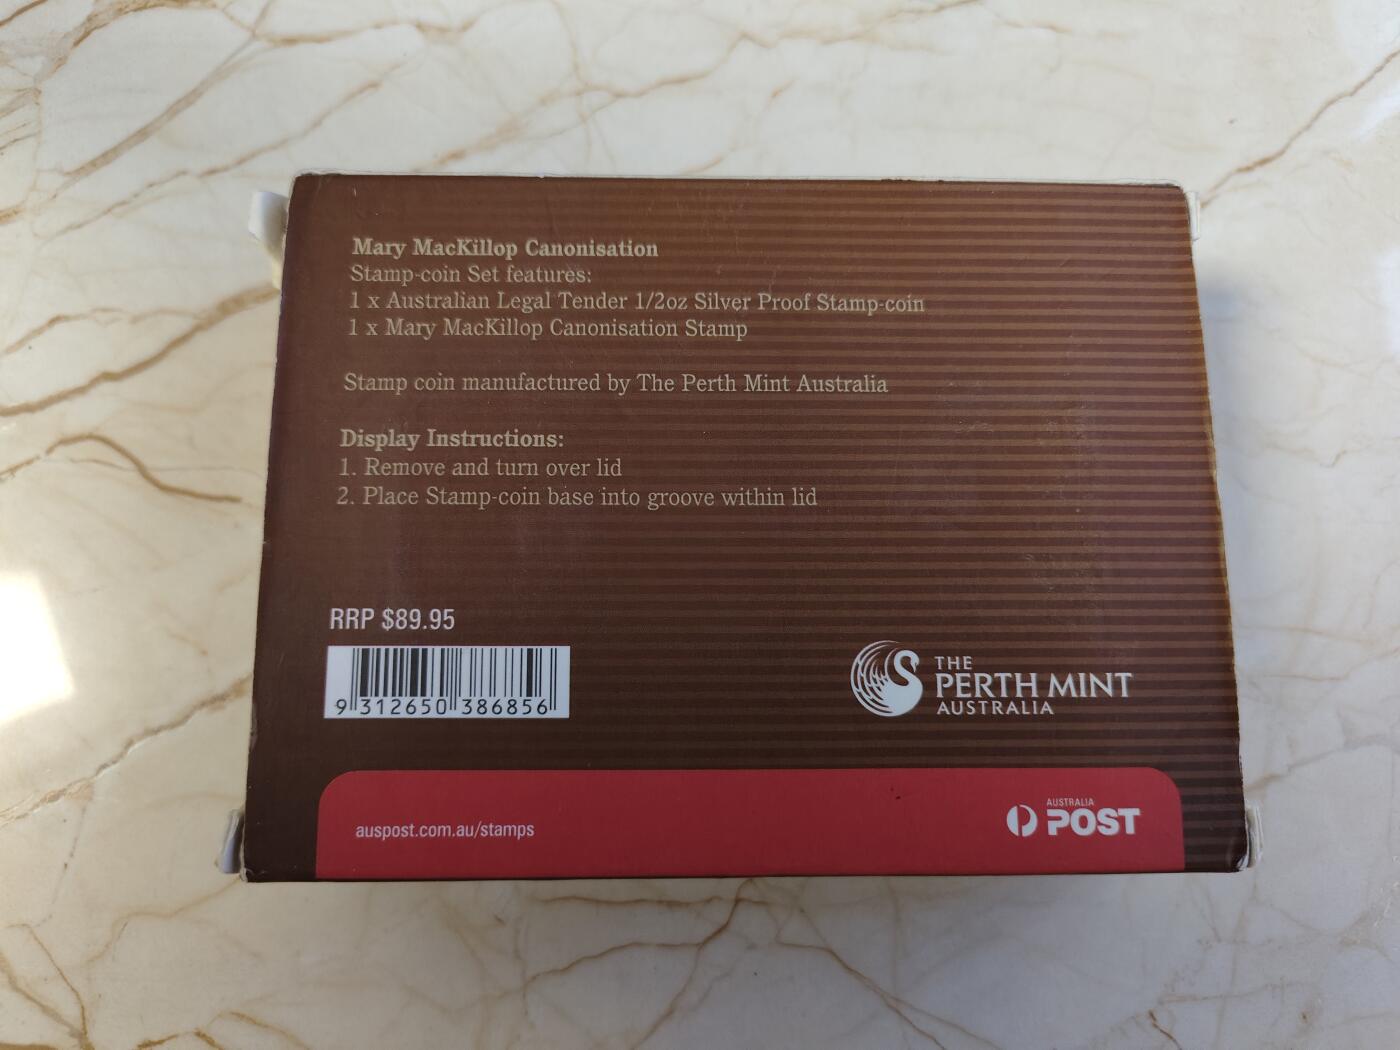 Mary MacKillop Canonisation
Stamp-coin Set features:
1 x Australian Legal Tender 1/2oz Silver Proof Stamp-coin
1 x Mary MacKillop Canonisation Stamp
Stamp coin manufactured by The Perth Mint Australia
Display Instructions:
1. Remove and turn over lid
2. Place Stamp-coin base into groove within lid
RRP $89.95
9 312650 386856
THE
PERTH MINT
AUSTRALIA
auspost.com.au/stamps
AUSTRALIA
POST